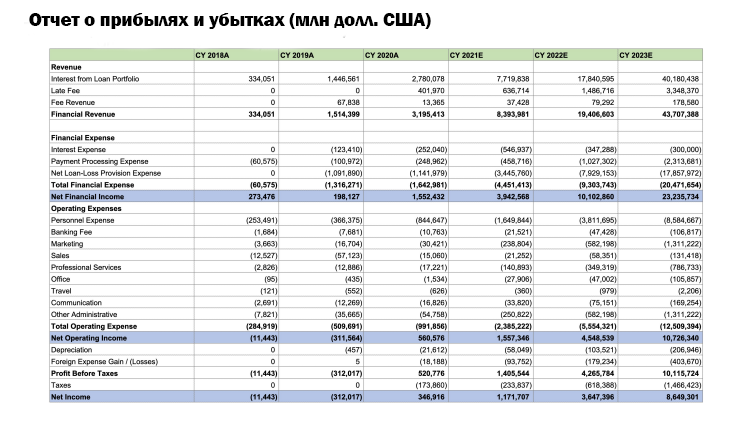 Отчет о прибылях и убытках (млн долл. США)
CY 2018A CY 2019A CY 2020A CY 2021E CY 2022E CY 2023E
Revenue
Interest from Loan Portfolio 334,051 1,446,561 2,780,078 7,719,838 17,840,595 40,180,438
Late Fee 0 0 401,970 636,714 1,486,716 3,348,370
Fee Revenue 0 67,838 13,365 37,428 79,292 178,580
Financial Revenue 334,051 1,514,399 3,195,413 8,393,981 19,406,603 43,707,388
Financial Expense
Interest Expense 0 (123,410) (252,040) (546,937) (347,288) (300,000)
Payment Processing Expense (60,575) (100,972) (248,962) (458,716) (1,027,302) (2,313,681)
Net Loan-Loss Provision Expense 0 (1,091,890) (1,141,979) (3,445,760) (7,929,153) (17,857,972)
Total Financial Expense (60,575) (1,316,271) (1,642,981) (4,451,413) (9,303,743) (20,471,654)
Net Financial Income 273,476 198,127 1,552,432 3,942,568 10,102,860 23,235,734
Operating Expenses
Personnel Expense (253,491) (366,375) (844,647) (1,649,844) (3,811,695) (8,584,667)
Banking Fee (1,684) (7,681) (10,763) (21,521) (47,428) (106,817)
Marketing (3,663) (16,704) (30,421) (238,804) (582,198) (1,311,222)
Sales (12,527) (57,123) (15,060) (21,252) (58,351) (131,418)
Professional Services (2,826) (12,886) (17,221) (140,893) (349,319) (786,733)
Office (95) (435) (1,534) (27,906) (47,002) (105,857)
Travel (121) (552) (626) (360) (979) (2,206)
Communication (2,691) (12,269) (16,826) (33,820) (75,151) (169,254)
Other Administrative (7,821) (35,665) (54,758) (250,822) (582,198) (1,311,222)
Total Operating Expense (284,919) (509,691) (991,856) (2,385,222) (5,554,321) (12,509,394)
Net Operating Income (11,443) (311,564) 560,576 1,557,346 4,548,539 10,726,340
Depreciation 0 (457) (21,612) (58,049) (103,521) (206,946)
Foreign Expense Gain / (Losses) 0 5 (18,188) (93,752) (179,234) (403,670)
Profit Before Taxes (11,443) (312,017) 520,776 1,405,544 4,265,784 10,115,724
Taxes 0 0 (173,860) (233,837) (618,388) (1,466,423)
Net Income (11,443) (312,017) 346,916 1,171,707 3,647,396 8,649,301